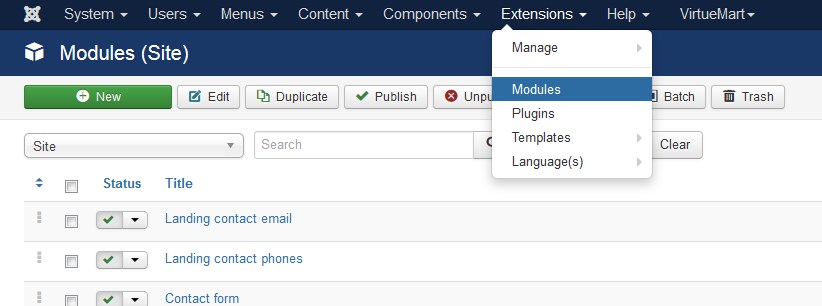 System Users Menus Content Components Extensions Help VirtueMart
Modules (Site)
Manage
Modules
Plugins
Templates
Language(s)
New Edit Duplicate Publish Batch Trash
Site Search Clear
Status Title
Landing contact email
Landing contact phones
Contact form